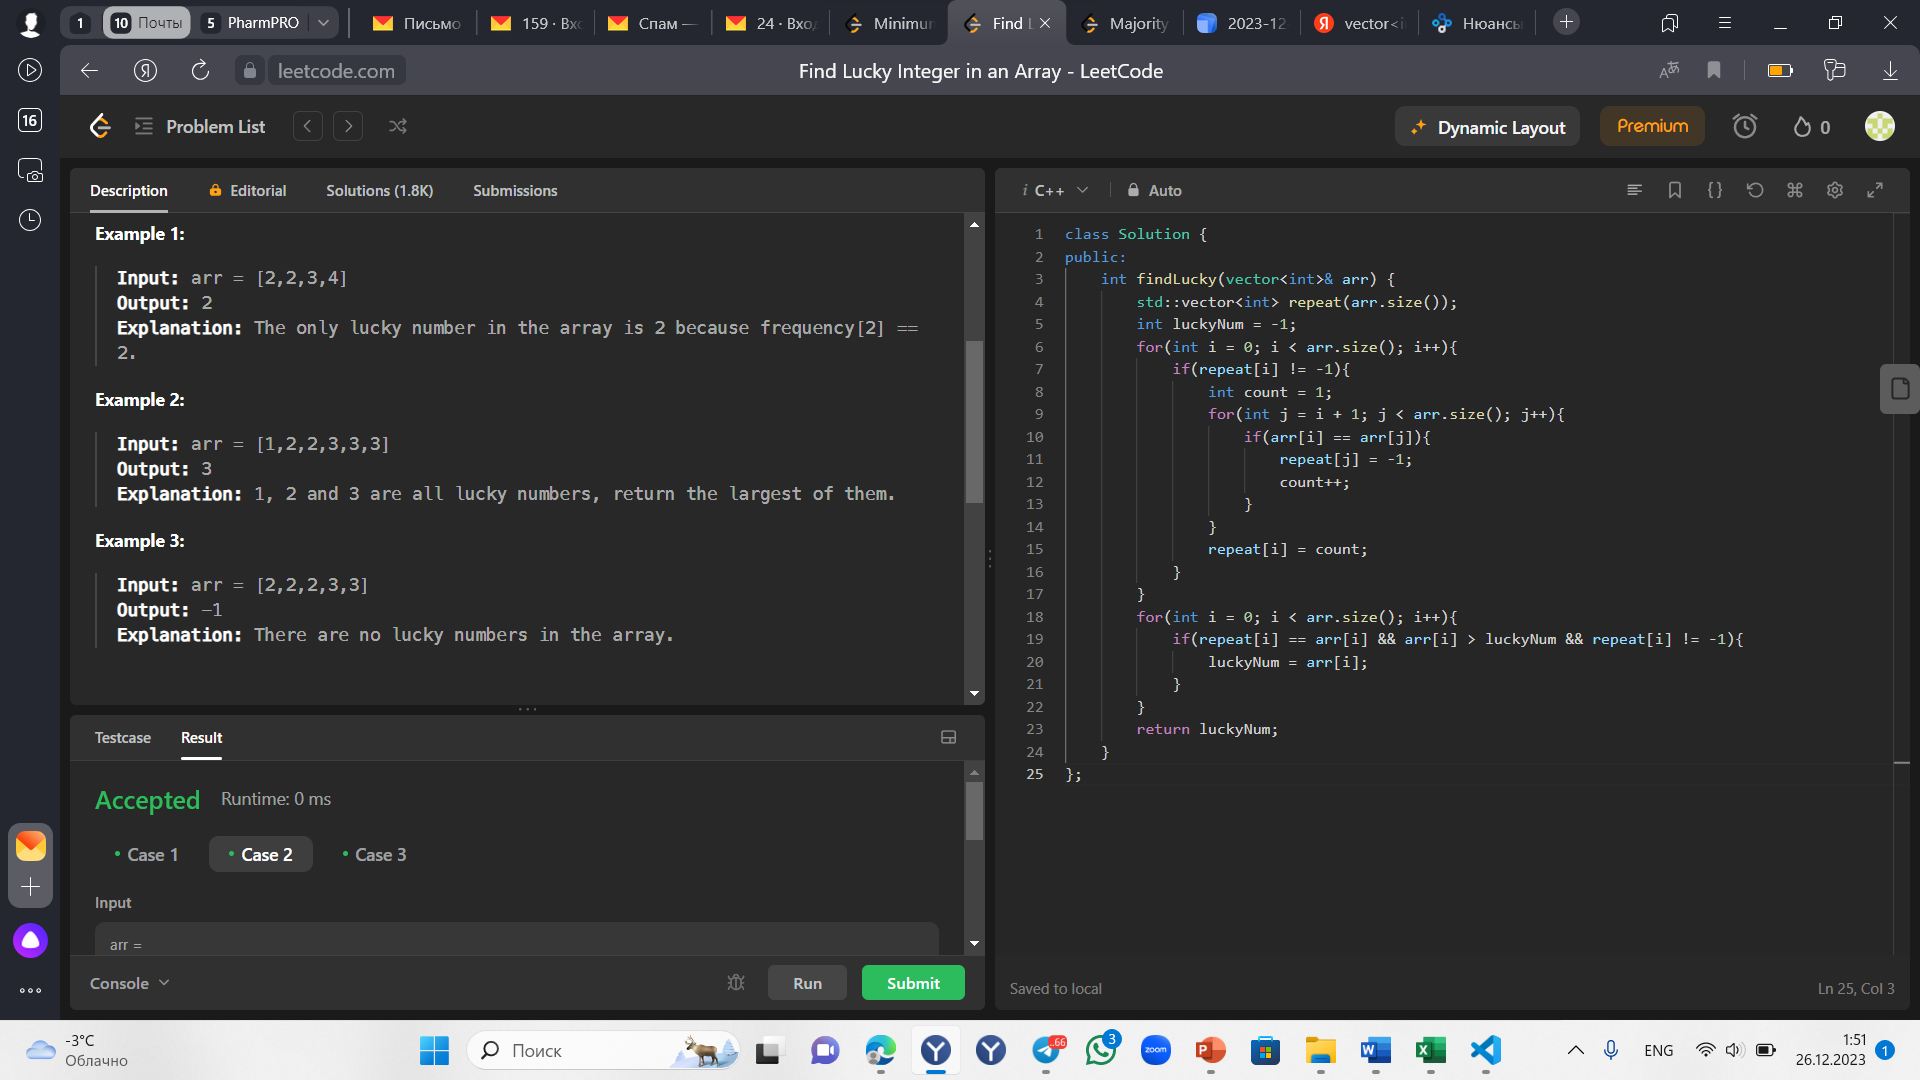 1
10 Почты
5 PharmPRO
Письмо
159 · Вхо
Спам —
24 · Вход
Minimum
Find L
Majority
2023-12
vector<i
Нюансы
leetcode.com
Find Lucky Integer in an Array - LeetCode
16
Problem List
Dynamic Layout
Premium
0
Description
Editorial
Solutions (1.8K)
Submissions
Example 1:
Input: arr = [2,2,3,4]
Output: 2
Explanation: The only lucky number in the array is 2 because frequency[2] ==
2.
Example 2:
Input: arr = [1,2,2,3,3,3]
Output: 3
Explanation: 1, 2 and 3 are all lucky numbers, return the largest of them.
Example 3:
Input: arr = [2,2,2,3,3]
Output: -1
Explanation: There are no lucky numbers in the array.
Testcase
Result
Accepted
Runtime: 0 ms
• Case 1
• Case 2
• Case 3
Input
arr =
Console
Run
Submit
i C++
Auto
1 class Solution {
2 public:
3 int findLucky(vector<int>& arr) {
4 std::vector<int> repeat(arr.size());
5 int luckyNum = -1;
6 for(int i = 0; i < arr.size(); i++){
7 if(repeat[i] != -1){
8 int count = 1;
9 for(int j = i + 1; j < arr.size(); j++){
10 if(arr[i] == arr[j]){
11 repeat[j] = -1;
12 count++;
13 }
14 }
15 repeat[i] = count;
16 }
17 }
18 for(int i = 0; i < arr.size(); i++){
19 if(repeat[i] == arr[i] && arr[i] > luckyNum && repeat[i] != -1){
20 luckyNum = arr[i];
21 }
22 }
23 return luckyNum;
24 }
25 };
Saved to local
Ln 25, Col 3
-3°C
Облачно
Поиск
..66
3
zoom
ENG
1:51
26.12.2023
1